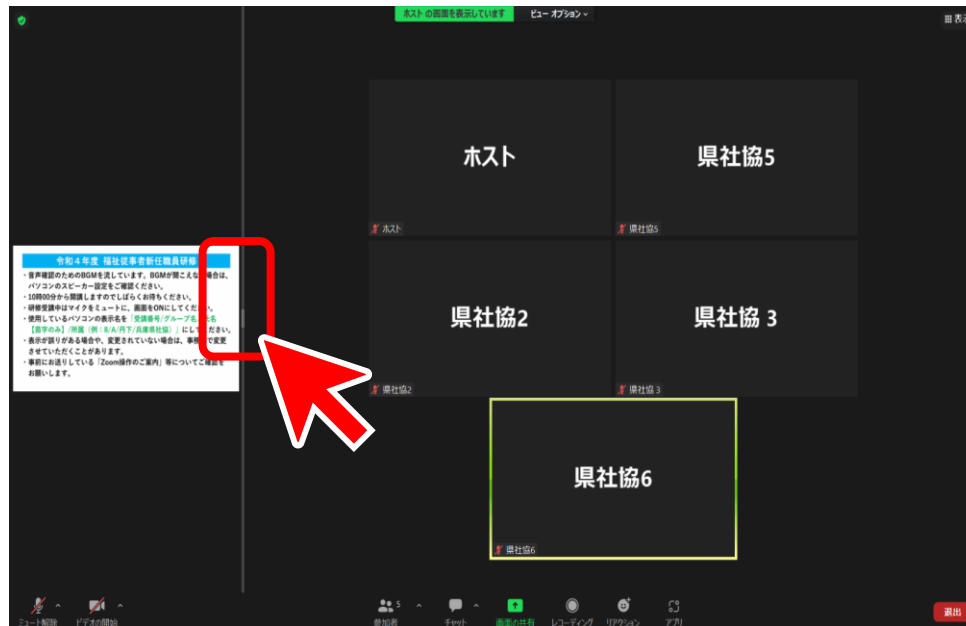 ホスト の画面を表示しています ビュー オプション
表示
ホスト
ホスト
県社協5
県社協5
令和4年度 福祉従事者新任職員研修
・音声確認のためのBGMを流しています。BGMが聞こえな 場合は、
パソコンのスピーカー設定をご確認ください。
・10時00分から開講しますのでしばらくお待ちください。
・研修受講中はマイクをミュートに、画面をONにしてくだ 。
・使用しているパソコンの表示名を「受講番号/グループ名 氏名
【苗字のみ】/所属（例：8/A/丹下/兵庫県社協）」にして ださい。
・表示が誤りがある場合や、変更されていない場合は、事務 で変更
させていただくことがあります。
・事前にお送りしている「Zoom操作のご案内」等についてご確認を
お願いします。
県社協2
県社協2
県社協 3
県社協 3
県社協6
県社協6
ミュート解除 ビデオの開始 参加者 5 チャット 画面の共有 レコーディング リアクション アプリ 退出